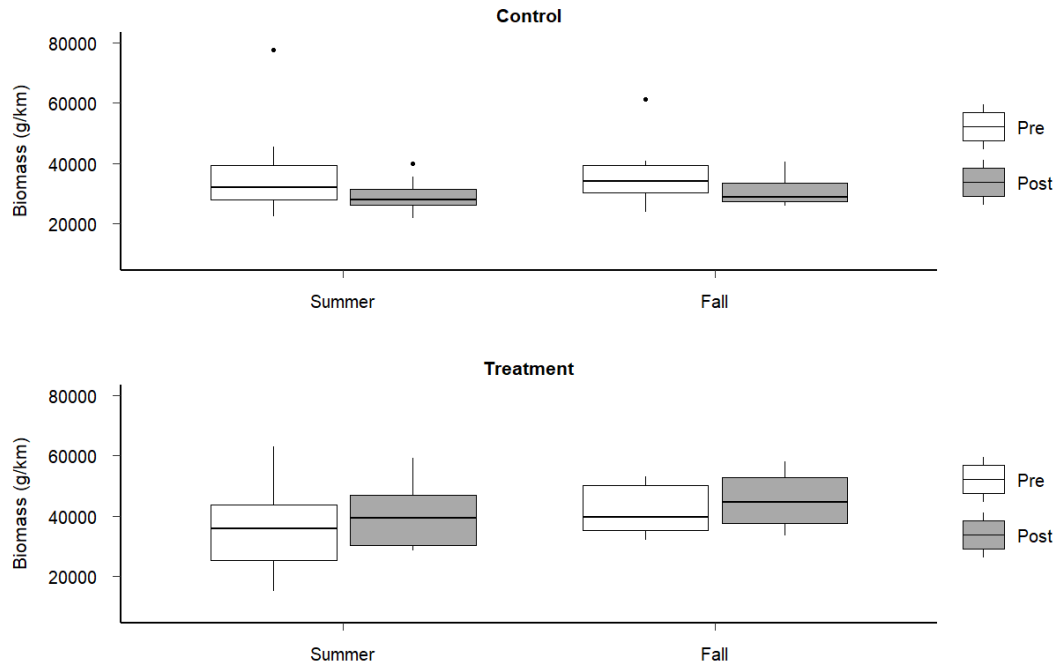 Control
Biomass (g/km)
80000
60000
40000
20000
Summer
Fall
Pre
Post
Treatment
Biomass (g/km)
80000
60000
40000
20000
Summer
Fall
Pre
Post